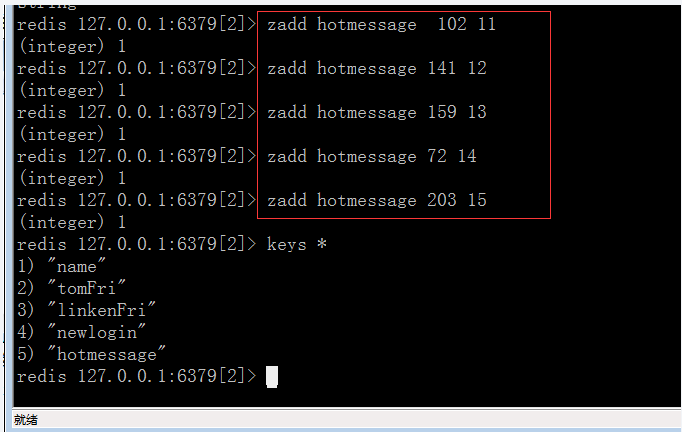 string
redis 127.0.0.1:6379[2]> zadd hotmessage  102 11
(integer) 1
redis 127.0.0.1:6379[2]> zadd hotmessage 141 12
(integer) 1
redis 127.0.0.1:6379[2]> zadd hotmessage 159 13
(integer) 1
redis 127.0.0.1:6379[2]> zadd hotmessage 72 14
(integer) 1
redis 127.0.0.1:6379[2]> zadd hotmessage 203 15
(integer) 1
redis 127.0.0.1:6379[2]> keys *
1) "name"
2) "tomFri"
3) "linkenFri"
4) "newlogin"
5) "hotmessage"
redis 127.0.0.1:6379[2]>
就绪